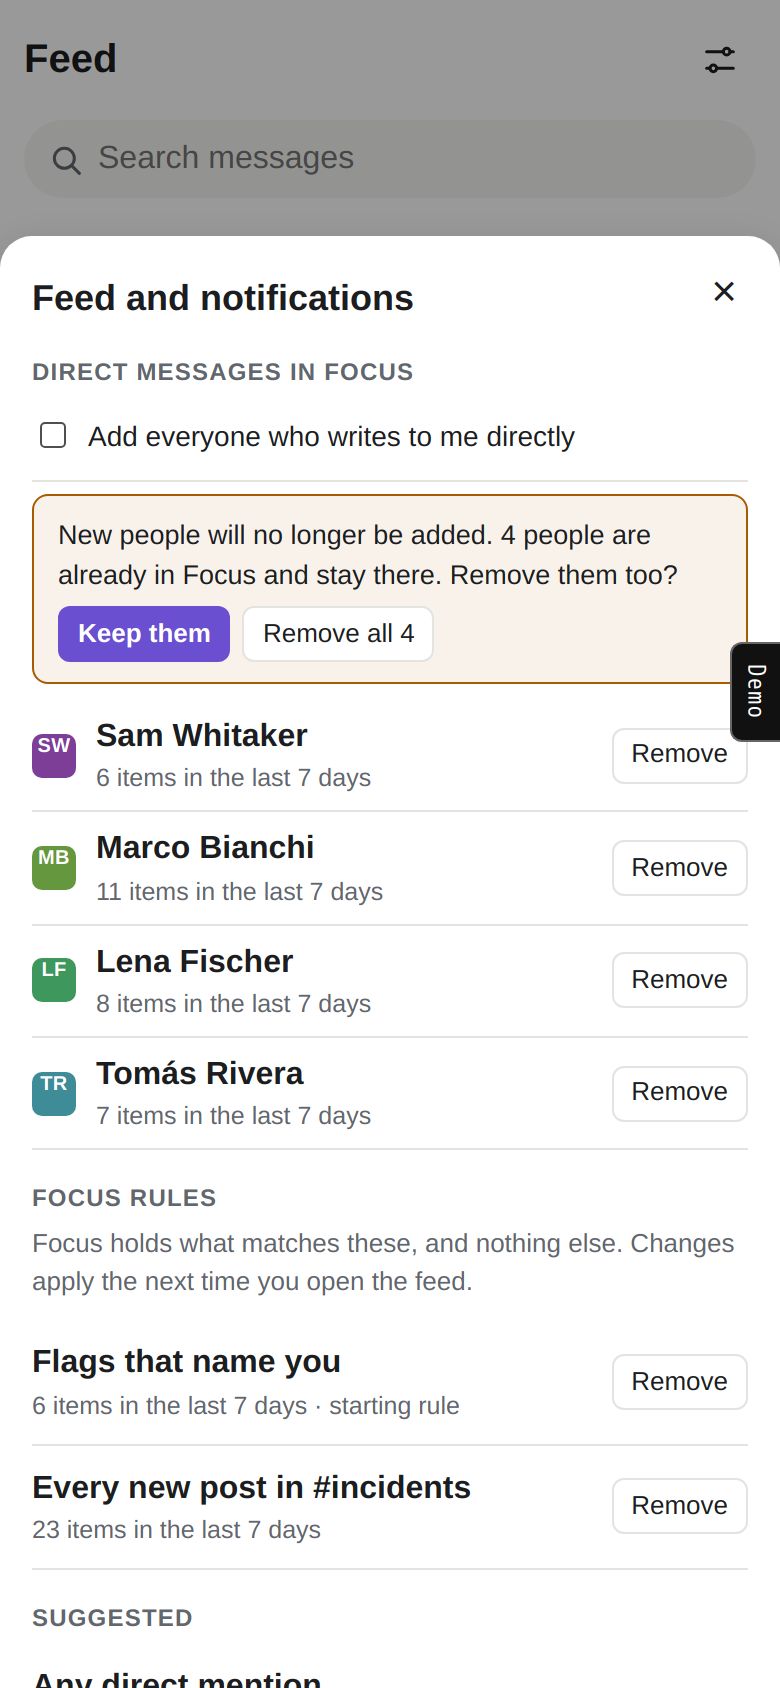 Feed
Search messages
Feed and notifications
DIRECT MESSAGES IN FOCUS
Add everyone who writes to me directly
New people will no longer be added. 4 people are
already in Focus and stay there. Remove them too?
Keep them
Remove all 4
Demo
SW
Sam Whitaker
6 items in the last 7 days
Remove
MB
Marco Bianchi
11 items in the last 7 days
Remove
LF
Lena Fischer
8 items in the last 7 days
Remove
TR
Tomás Rivera
7 items in the last 7 days
Remove
FOCUS RULES
Focus holds what matches these, and nothing else. Changes
apply the next time you open the feed.
Flags that name you
6 items in the last 7 days · starting rule
Remove
Every new post in #incidents
23 items in the last 7 days
Remove
SUGGESTED
Any direct mention